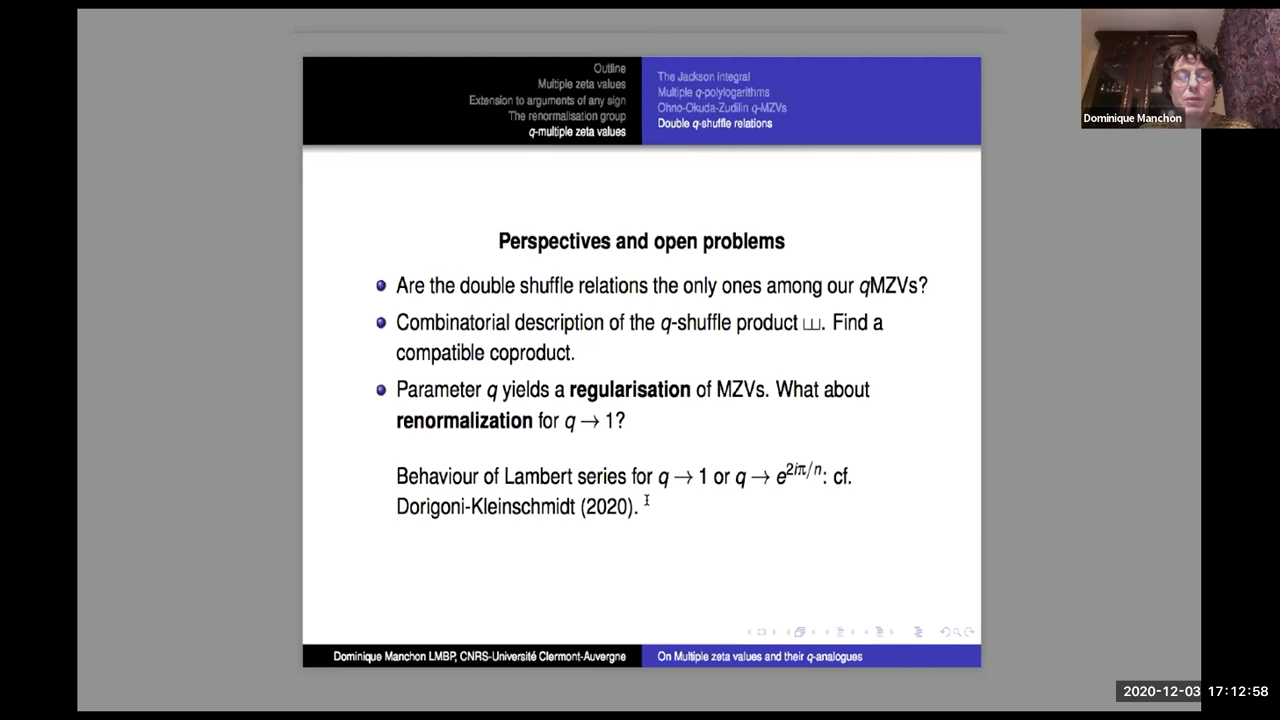 Outline
Multiple zeta values
Extension to arguments of any sign
The renormalisation group
q-multiple zeta values
The Jackson integral
Multiple q-polylogarithms
Ohno-Okuda-Zudilin q-MZVs
Double q-shuffle relations
Dominique Manchon
Perspectives and open problems
Are the double shuffle relations the only ones among our qMZVs?
Combinatorial description of the q-shuffle product ⧢. Find a
compatible coproduct.
Parameter q yields a regularisation of MZVs. What about
renormalization for q → 1?
Behaviour of Lambert series for q → 1 or q → e^{2iπ/n}: cf.
Dorigoni-Kleinschmidt (2020).
Dominique Manchon LMBP, CNRS-Université Clermont-Auvergne
On Multiple zeta values and their q-analogues
2020-12-03 17:12:58